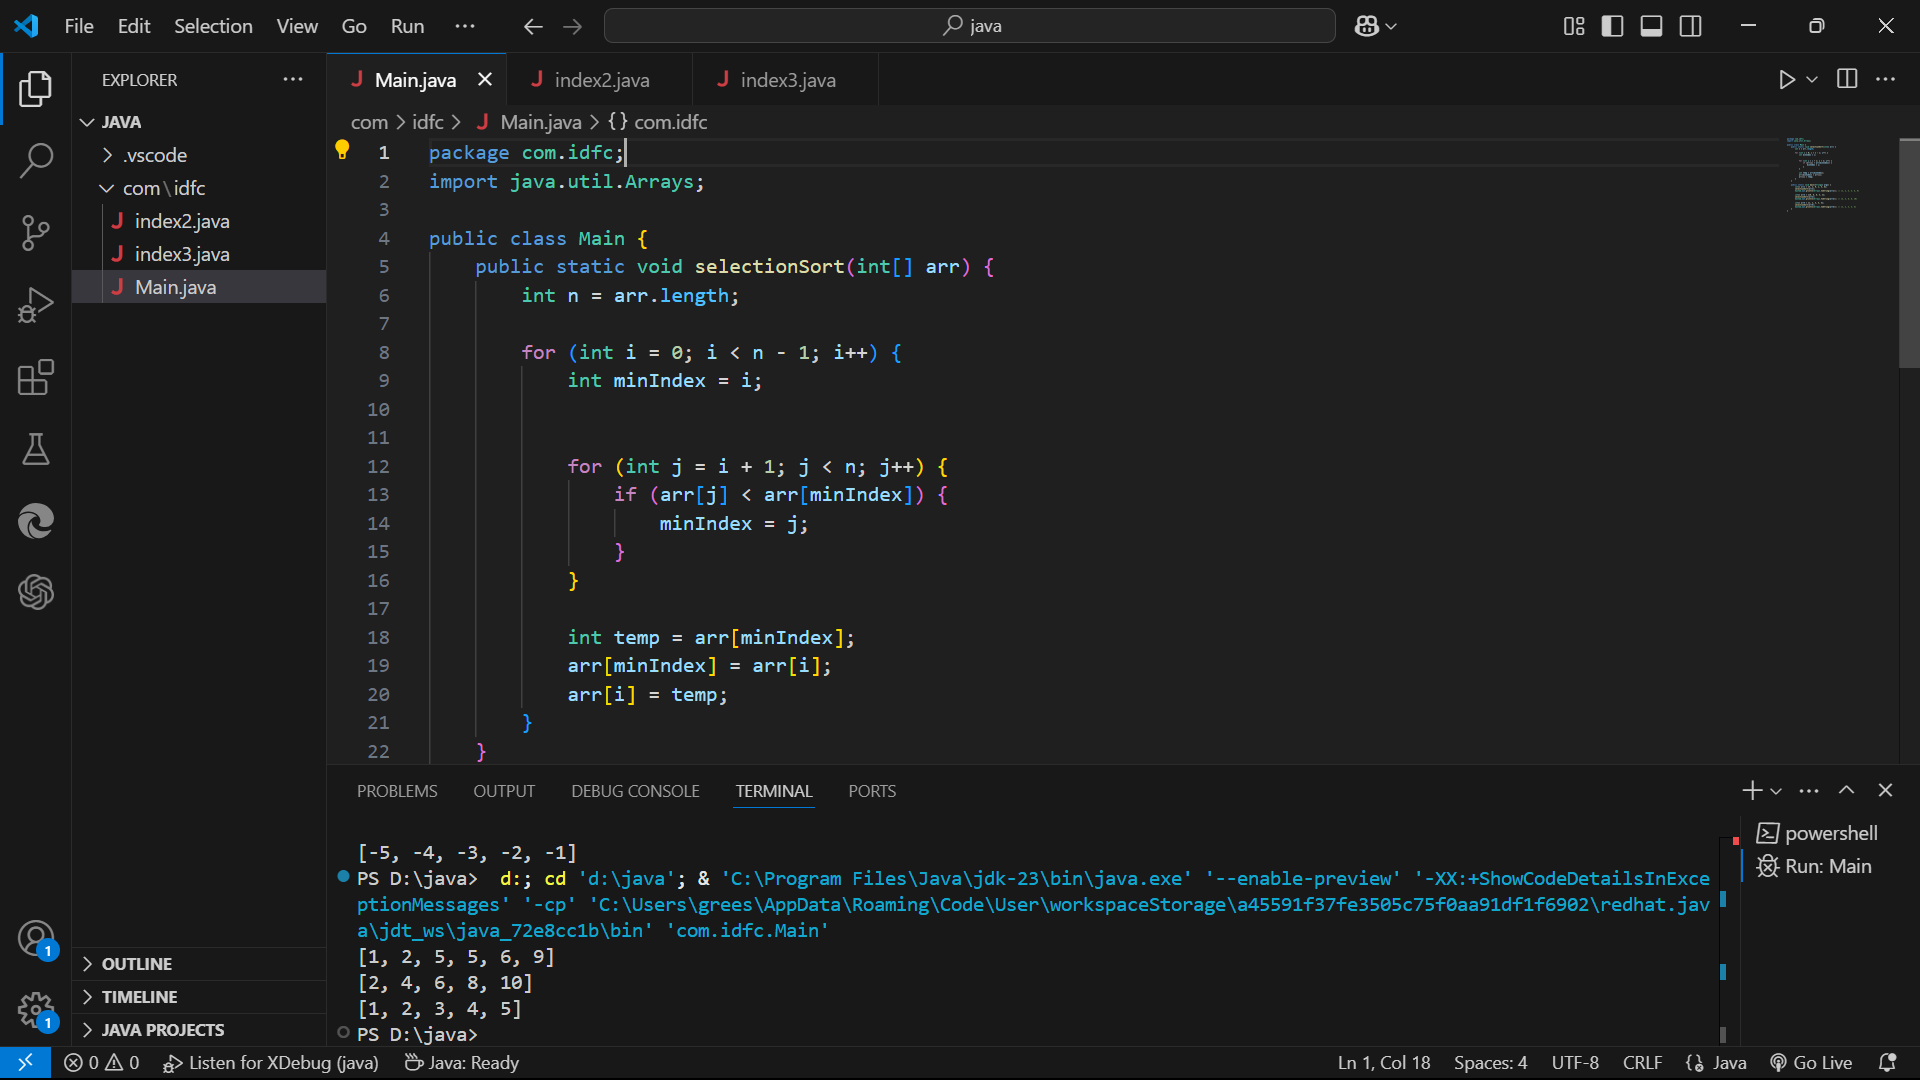 File Edit Selection View Go Run ···
java
EXPLORER ···
JAVA
.vscode
com\idfc
index2.java
index3.java
Main.java
OUTLINE
TIMELINE
JAVA PROJECTS
Main.java index2.java index3.java
com > idfc > Main.java > {} com.idfc
1 package com.idfc;
2 import java.util.Arrays;
3
4 public class Main {
5 public static void selectionSort(int[] arr) {
6 int n = arr.length;
7
8 for (int i = 0; i < n - 1; i++) {
9 int minIndex = i;
10
11
12 for (int j = i + 1; j < n; j++) {
13 if (arr[j] < arr[minIndex]) {
14 minIndex = j;
15 }
16 }
17
18 int temp = arr[minIndex];
19 arr[minIndex] = arr[i];
20 arr[i] = temp;
21 }
22 }
PROBLEMS OUTPUT DEBUG CONSOLE TERMINAL PORTS
[-5, -4, -3, -2, -1]
PS D:\java> d:; cd 'd:\java'; & 'C:\Program Files\Java\jdk-23\bin\java.exe' '--enable-preview' '-XX:+ShowCodeDetailsInExce
ptionMessages' '-cp' 'C:\Users\grees\AppData\Roaming\Code\User\workspaceStorage\a45591f37fe3505c75f0aa91df1f6902\redhat.jav
a\jdt_ws\java_72e8cc1b\bin' 'com.idfc.Main'
[1, 2, 5, 5, 6, 9]
[2, 4, 6, 8, 10]
[1, 2, 3, 4, 5]
PS D:\java>
powershell
Run: Main
1
1
0 0 Listen for XDebug (java) Java: Ready
Ln 1, Col 18 Spaces: 4 UTF-8 CRLF {} Java Go Live